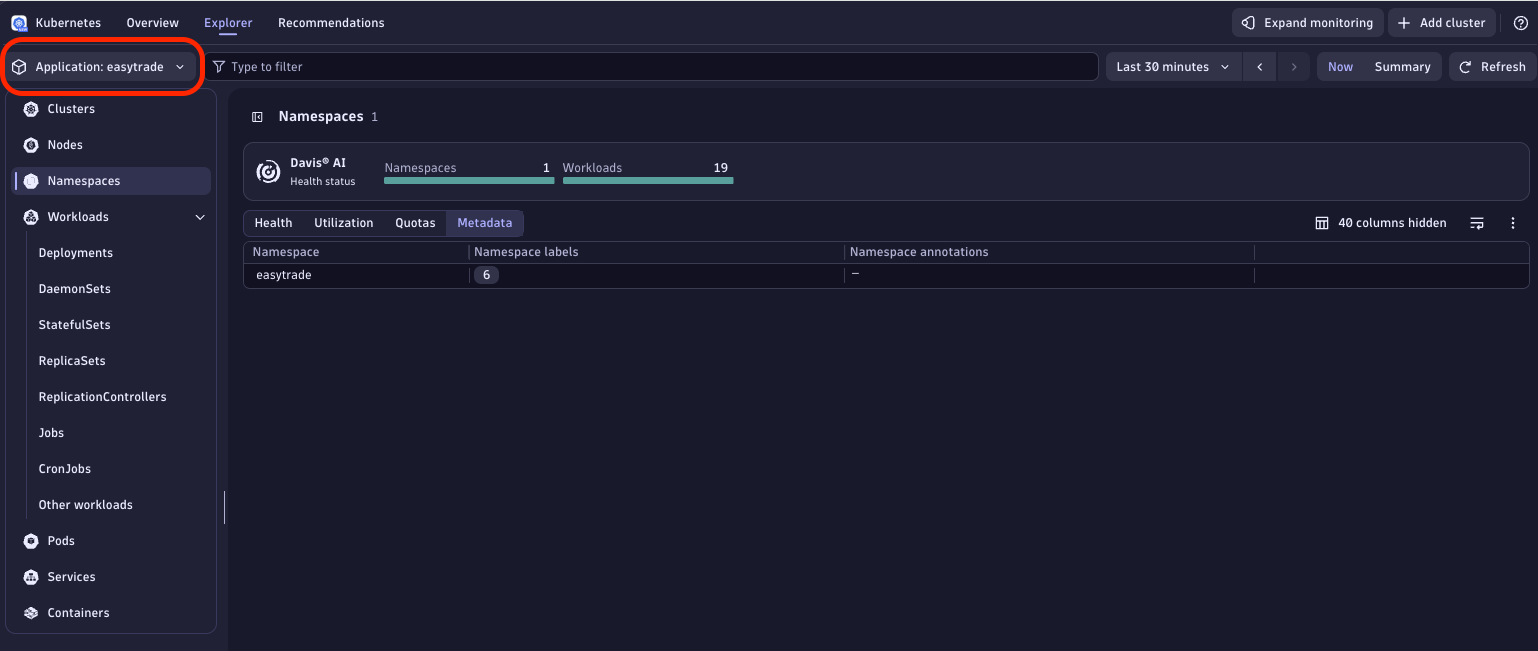 Kubernetes Overview Explorer Recommendations Expand monitoring Add cluster
Application: easytrade Type to filter Last 30 minutes Now Summary Refresh
Clusters
Nodes
Namespaces
Workloads
Deployments
DaemonSets
StatefulSets
ReplicaSets
ReplicationControllers
Jobs
CronJobs
Other workloads
Pods
Services
Containers
Namespaces 1
Davis® AI
Health status
Namespaces 1 Workloads 19
Health Utilization Quotas Metadata 40 columns hidden
Namespace Namespace labels Namespace annotations
easytrade 6 –